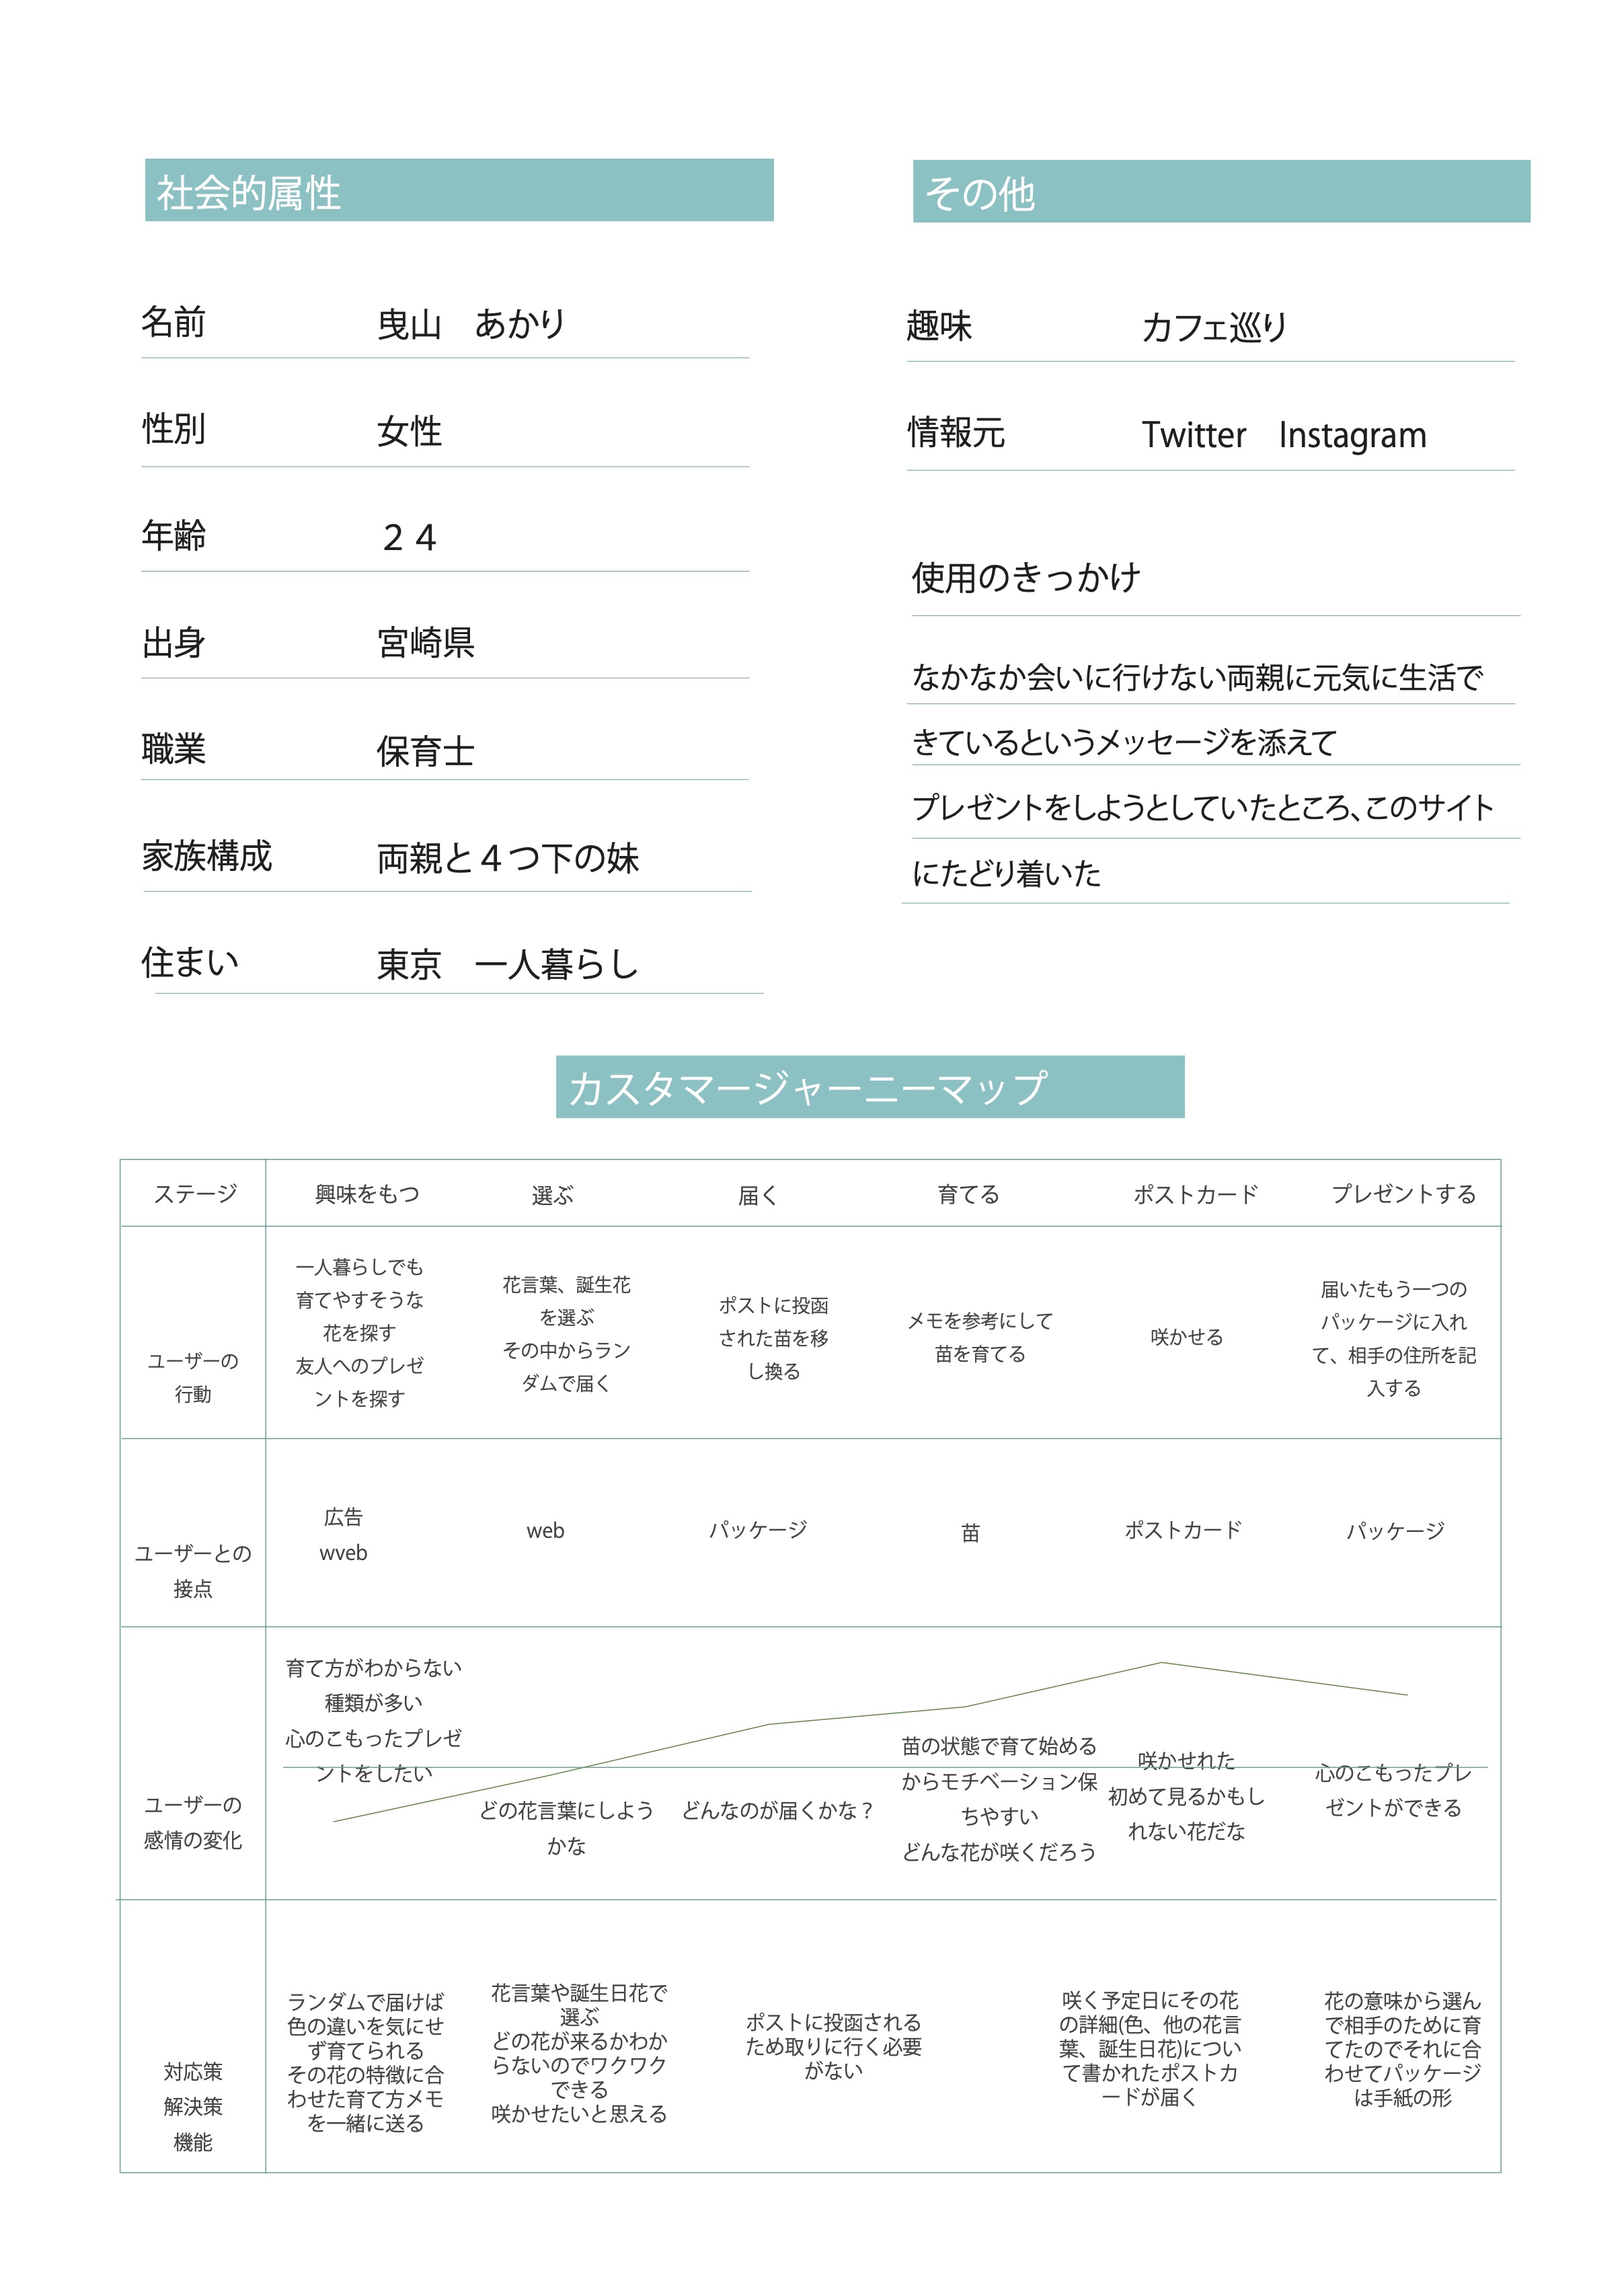 社会的属性
名前 曳山　あかり
性別 女性
年齢 ２４
出身 宮崎県
職業 保育士
家族構成 両親と４つ下の妹
住まい 東京　一人暮らし
その他
趣味 カフェ巡り
情報元 Twitter　Instagram
使用のきっかけ
なかなか会いに行けない両親に元気に生活で
きているというメッセージを添えて
プレゼントをしようとしていたところ、このサイト
にたどり着いた
カスタマージャーニーマップ
ステージ 興味をもつ 選ぶ 届く 育てる ポストカード プレゼントする
ユーザーの
行動
一人暮らしでも
育てやすそうな
花を探す
友人へのプレゼ
ントを探す
花言葉、誕生花
を選ぶ
その中からラン
ダムで届く
ポストに投函
された苗を移
し換る
メモを参考にして
苗を育てる
咲かせる
届いたもう一つの
パッケージに入れ
て、相手の住所を記
入する
ユーザーとの
接点
広告
wveb
web
パッケージ
苗
ポストカード
パッケージ
ユーザーの
感情の変化
育て方がわからない
種類が多い
心のこもったプレゼ
ントをしたい
どの花言葉にしよう
かな
どんなのが届くかな？
苗の状態で育て始める
からモチベーション保
ちやすい
どんな花が咲くだろう
咲かせれた
初めて見るかもし
れない花だな
心のこもったプレ
ゼントができる
対応策
解決策
機能
ランダムで届けば
色の違いを気にせ
ず育てられる
その花の特徴に合
わせた育て方メモ
を一緒に送る
花言葉や誕生日花で
選ぶ
どの花が来るかわか
らないのでワクワク
できる
咲かせたいと思える
ポストに投函される
ため取りに行く必要
がない
咲く予定日にその花
の詳細(色、他の花言
葉、誕生日花)につい
て書かれたポストカ
ードが届く
花の意味から選ん
で相手のために育
てたのでそれに合
わせてパッケージ
は手紙の形